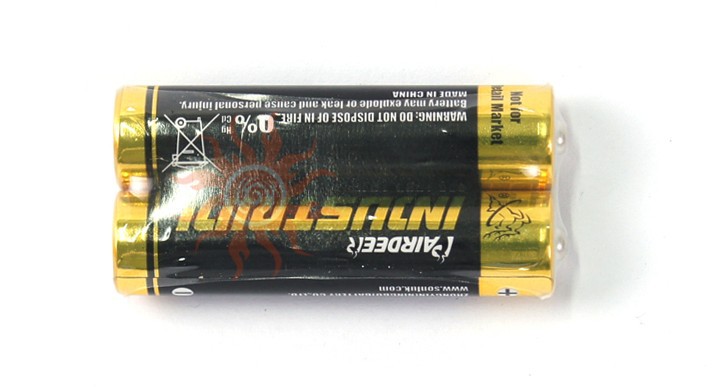 PAIRDEER
INDUSTRIAL
www.sonluk.com
WARNING: DO NOT DISPOSE OF IN FIRE.
Battery may explode or leak and cause personal injury.
MADE IN CHINA
0%
Hg
Cd
Not for
Retail Market
+